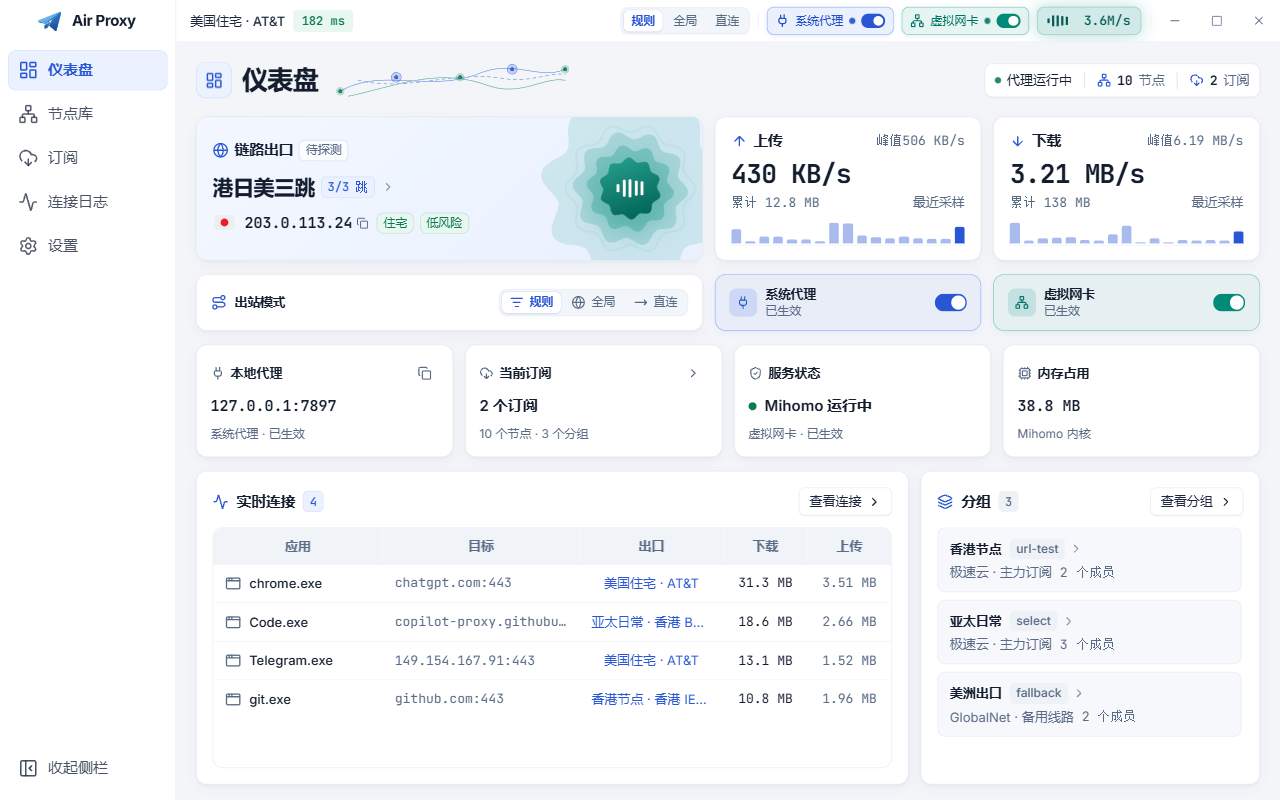 Air Proxy
美国住宅 · AT&T 182 ms
规则 全局 直连
系统代理
虚拟网卡
3.6M/s
仪表盘
节点库
订阅
连接日志
设置
收起侧栏
仪表盘
代理运行中 10 节点 2 订阅
链路出口 待探测
港日美三跳 3/3 跳
203.0.113.24 住宅 低风险
上传 峰值506 KB/s
430 KB/s
累计 12.8 MB 最近采样
下载 峰值6.19 MB/s
3.21 MB/s
累计 138 MB 最近采样
出站模式 规则 全局 直连
系统代理
已生效
虚拟网卡
已生效
本地代理
127.0.0.1:7897
系统代理 · 已生效
当前订阅
2 个订阅
10 个节点 · 3 个分组
服务状态
Mihomo 运行中
虚拟网卡 · 已生效
内存占用
38.8 MB
Mihomo 内核
实时连接 4 查看连接
应用 目标 出口 下载 上传
chrome.exe chatgpt.com:443 美国住宅 · AT&T 31.3 MB 3.51 MB
Code.exe copilot-proxy.githubu… 亚太日常 · 香港 B... 18.6 MB 2.66 MB
Telegram.exe 149.154.167.91:443 美国住宅 · AT&T 13.1 MB 1.52 MB
git.exe github.com:443 香港节点 · 香港 IE... 10.8 MB 1.96 MB
分组 3 查看分组
香港节点 url-test
极速云 · 主力订阅 2 个成员
亚太日常 select
极速云 · 主力订阅 3 个成员
美洲出口 fallback
GlobalNet · 备用线路 2 个成员